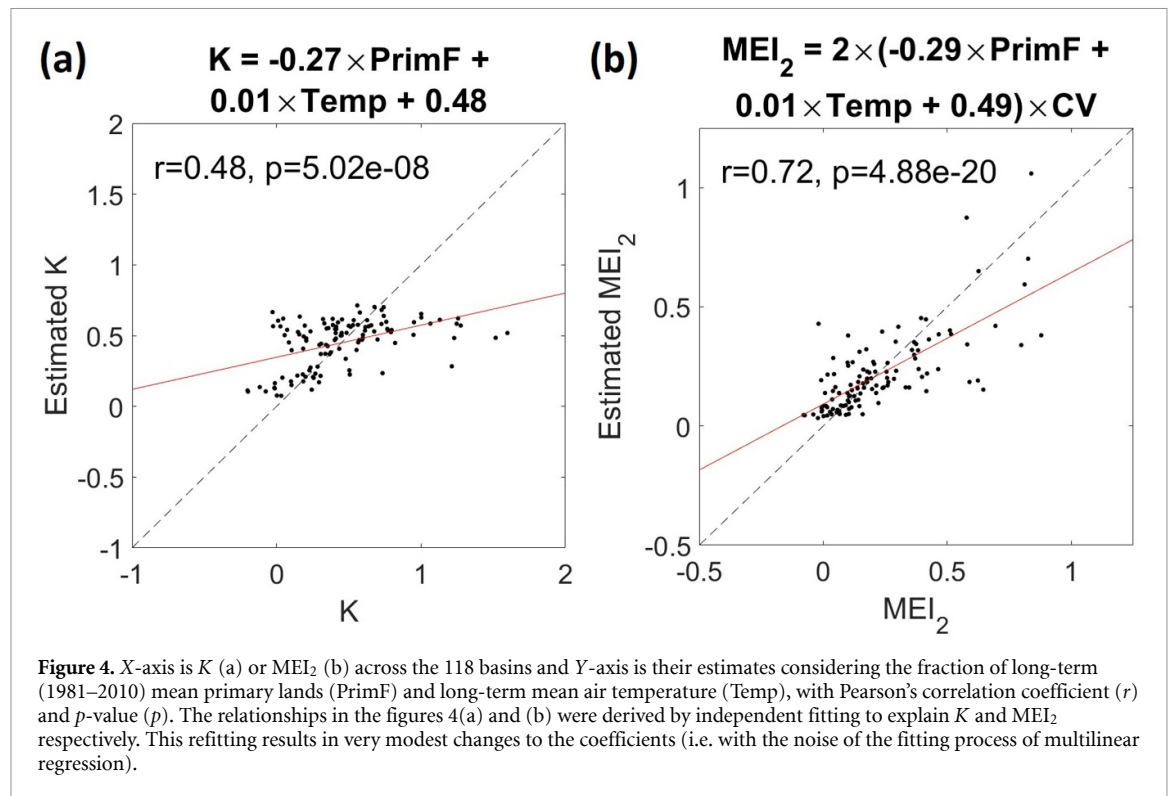 (a)
K = -0.27×PrimF +
0.01×Temp + 0.48
r=0.48, p=5.02e-08
Estimated K
2
1.5
1
0.5
0
-0.5
-1
-1
0
1
2
K
(b)
MEI₂ = 2×(-0.29×PrimF +
0.01×Temp + 0.49)×CV
r=0.72, p=4.88e-20
Estimated MEI₂
1
0.5
0
-0.5
-0.5
0
0.5
1
MEI₂
Figure 4. X-axis is K (a) or MEI₂ (b) across the 118 basins and Y-axis is their estimates considering the fraction of long-term
(1981–2010) mean primary lands (PrimF) and long-term mean air temperature (Temp), with Pearson’s correlation coefficient (r)
and p-value (p). The relationships in the figures 4(a) and (b) were derived by independent fitting to explain K and MEI₂
respectively. This refitting results in very modest changes to the coefficients (i.e. with the noise of the fitting process of multilinear
regression).